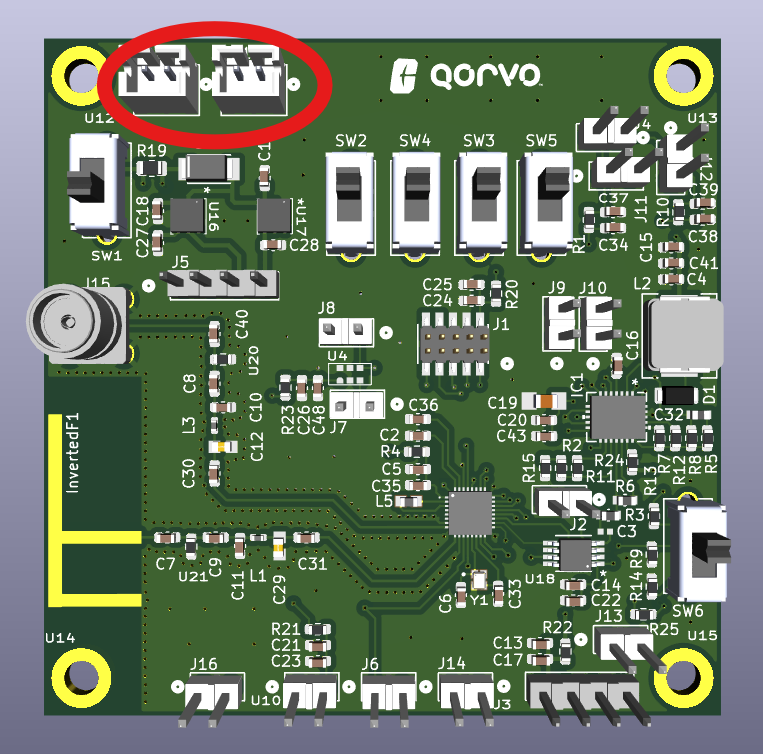 Qorvo
U12
U13
R19
C1
SW2
SW4
SW3
SW5
4
J12
J11
C37
C34
R10
C39
C38
R1
C18
C27
U16
*
*U17
C28
SW1
C15
C41
C4
J5
J15
C25
C24
R20
L2
J9
J10
J8
J1
C40
U20
U4
C16
C8
R23
C26
C48
J7
C10
L3
C12
C36
C2
R4
C5
C35
L5
C19
C20
C43
IC1
*
D1
C32
R7
R12
R8
R5
InvertedF1
C30
R15
R2
R11
R24
R13
R6
R3
C3
J2
C7
U21
C9
C11
L1
C29
C31
U18
*
R9
R14
SW6
C14
C22
Y1
C6
C33
J13
R25
U15
U14
R21
C21
C23
C13
C17
R22
J16
U10
J6
J14
J3